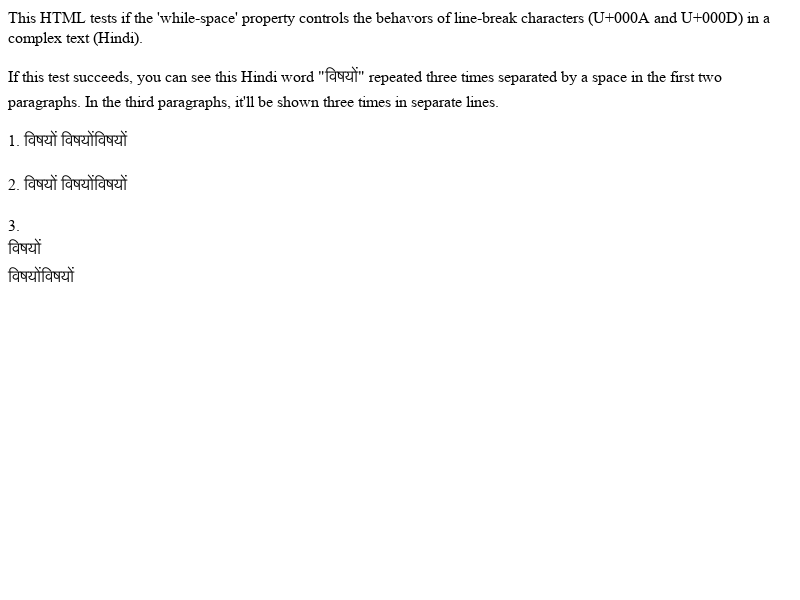 This HTML tests if the 'while-space' property controls the behavors of line-break characters (U+000A and U+000D) in a
complex text (Hindi).
If this test succeeds, you can see this Hindi word "विषयों" repeated three times separated by a space in the first two
paragraphs. In the third paragraphs, it'll be shown three times in separate lines.
1. विषयों विषयोंविषयों
2. विषयों विषयोंविषयों
3.
विषयों
विषयोंविषयों